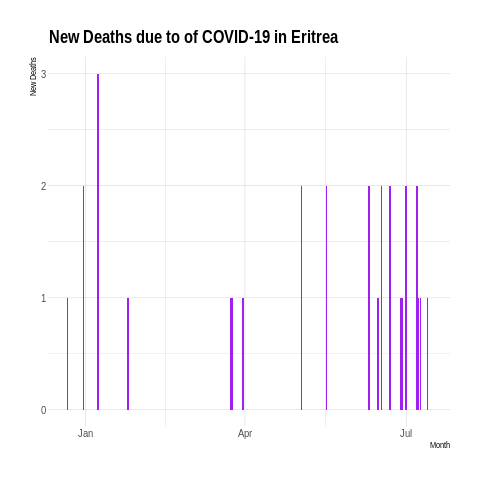 New Deaths due to of COVID-19 in Eritrea
New Deaths
3
2
1
0
Jan
Apr
Jul
Month